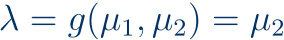 λ = g(μ₁, μ₂) = μ₂